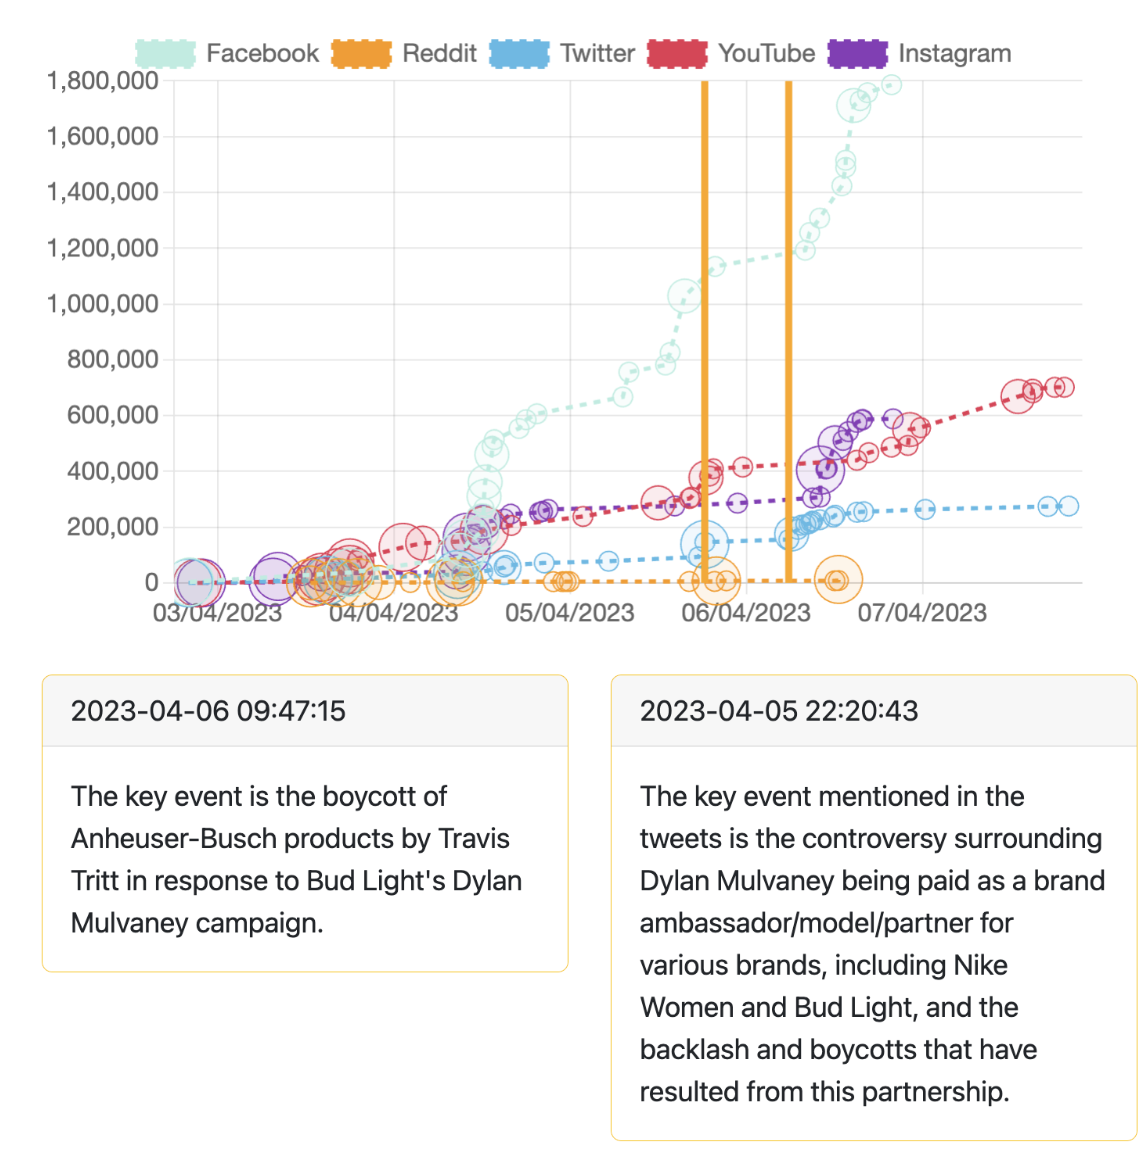 Facebook Reddit Twitter YouTube Instagram
1,800,000
1,600,000
1,400,000
1,200,000
1,000,000
800,000
600,000
400,000
200,000
0
03/04/2023 04/04/2023 05/04/2023 06/04/2023 07/04/2023
2023-04-06 09:47:15
The key event is the boycott of
Anheuser-Busch products by Travis
Tritt in response to Bud Light's Dylan
Mulvaney campaign.
2023-04-05 22:20:43
The key event mentioned in the
tweets is the controversy surrounding
Dylan Mulvaney being paid as a brand
ambassador/model/partner for
various brands, including Nike
Women and Bud Light, and the
backlash and boycotts that have
resulted from this partnership.